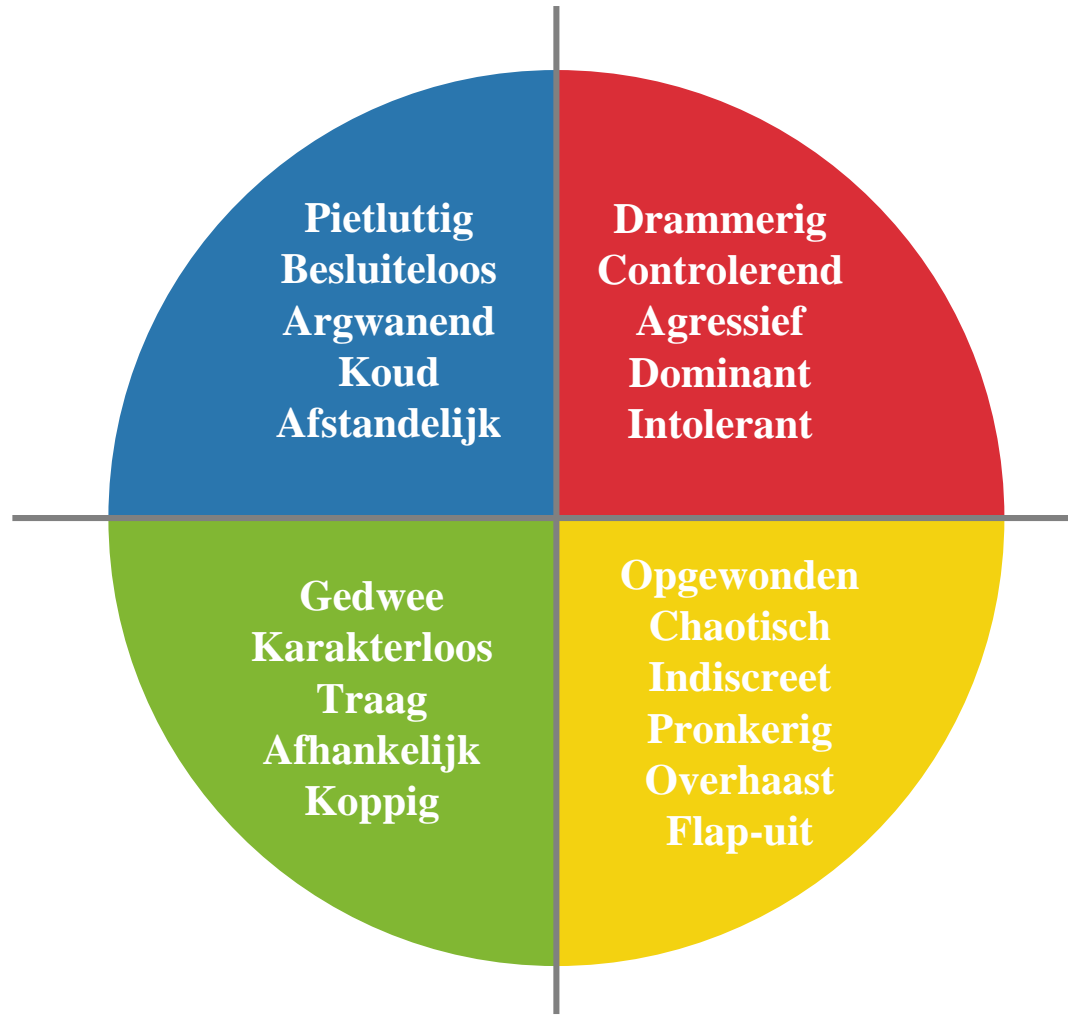 Pietluttig
Besluiteloos
Argwanend
Koud
Afstandelijk
Drammerig
Controlerend
Agressief
Dominant
Intolerant
Gedwee
Karakterloos
Traag
Afhankelijk
Koppig
Opgewonden
Chaotisch
Indiscreet
Pronkerig
Overhaast
Flap-uit